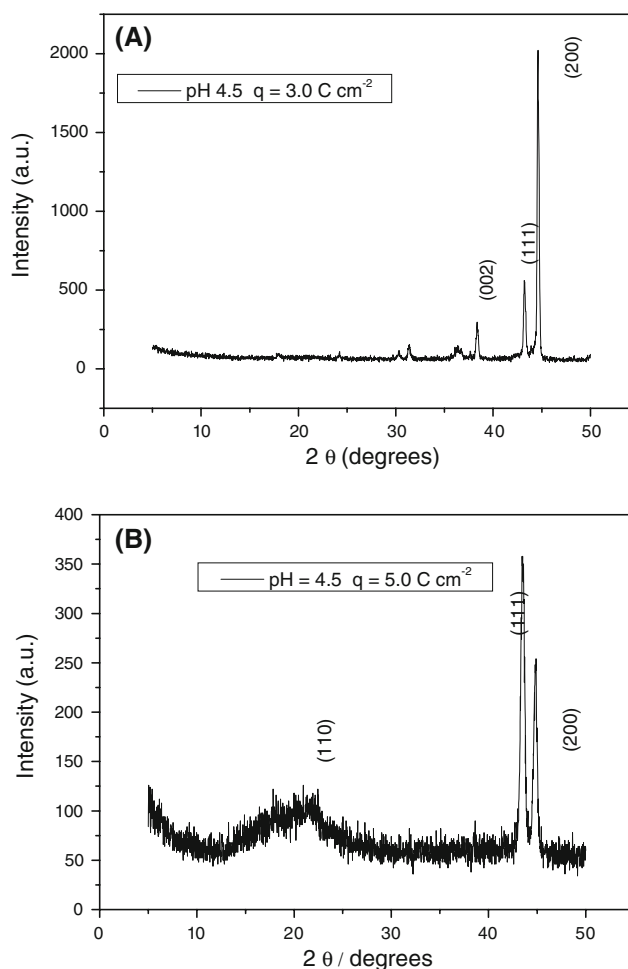 (A)
pH 4.5 q = 3.0 C cm⁻²
(200)
(111)
(002)
Intensity (a.u.)
2000
1500
1000
500
0
0 10 20 30 40 50
2 θ (degrees)
(B)
pH = 4.5 q = 5.0 C cm⁻²
(111)
(110)
(200)
Intensity (a.u.)
400
350
300
250
200
150
100
50
0
0 10 20 30 40 50
2 θ / degrees